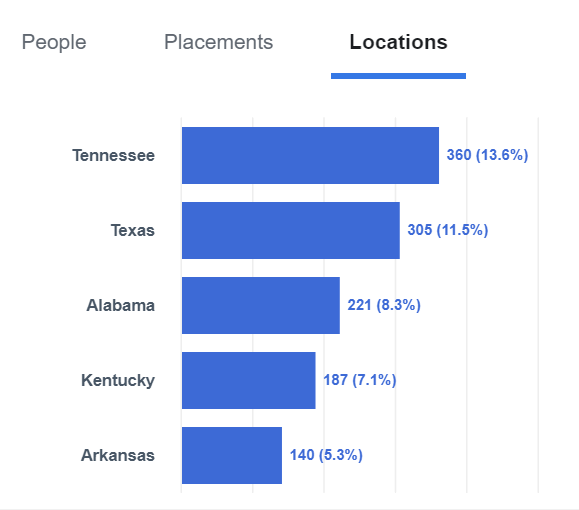 People Placements Locations
Tennessee 360 (13.6%)
Texas 305 (11.5%)
Alabama 221 (8.3%)
Kentucky 187 (7.1%)
Arkansas 140 (5.3%)